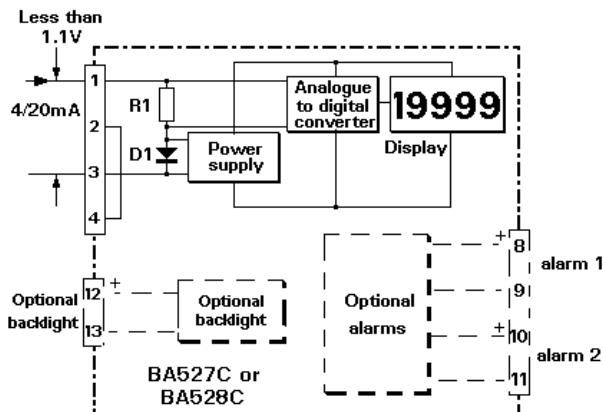 Less than
1.1V
4/20mA
1
2
3
4
R1
D1
Analogue
to digital
converter
19999
Display
Power
supply
Optional
backlight
12 +
13
Optional
backlight
Optional
alarms
+ 8
9
alarm 1
+ 10
11
alarm 2
BA527C or
BA528C